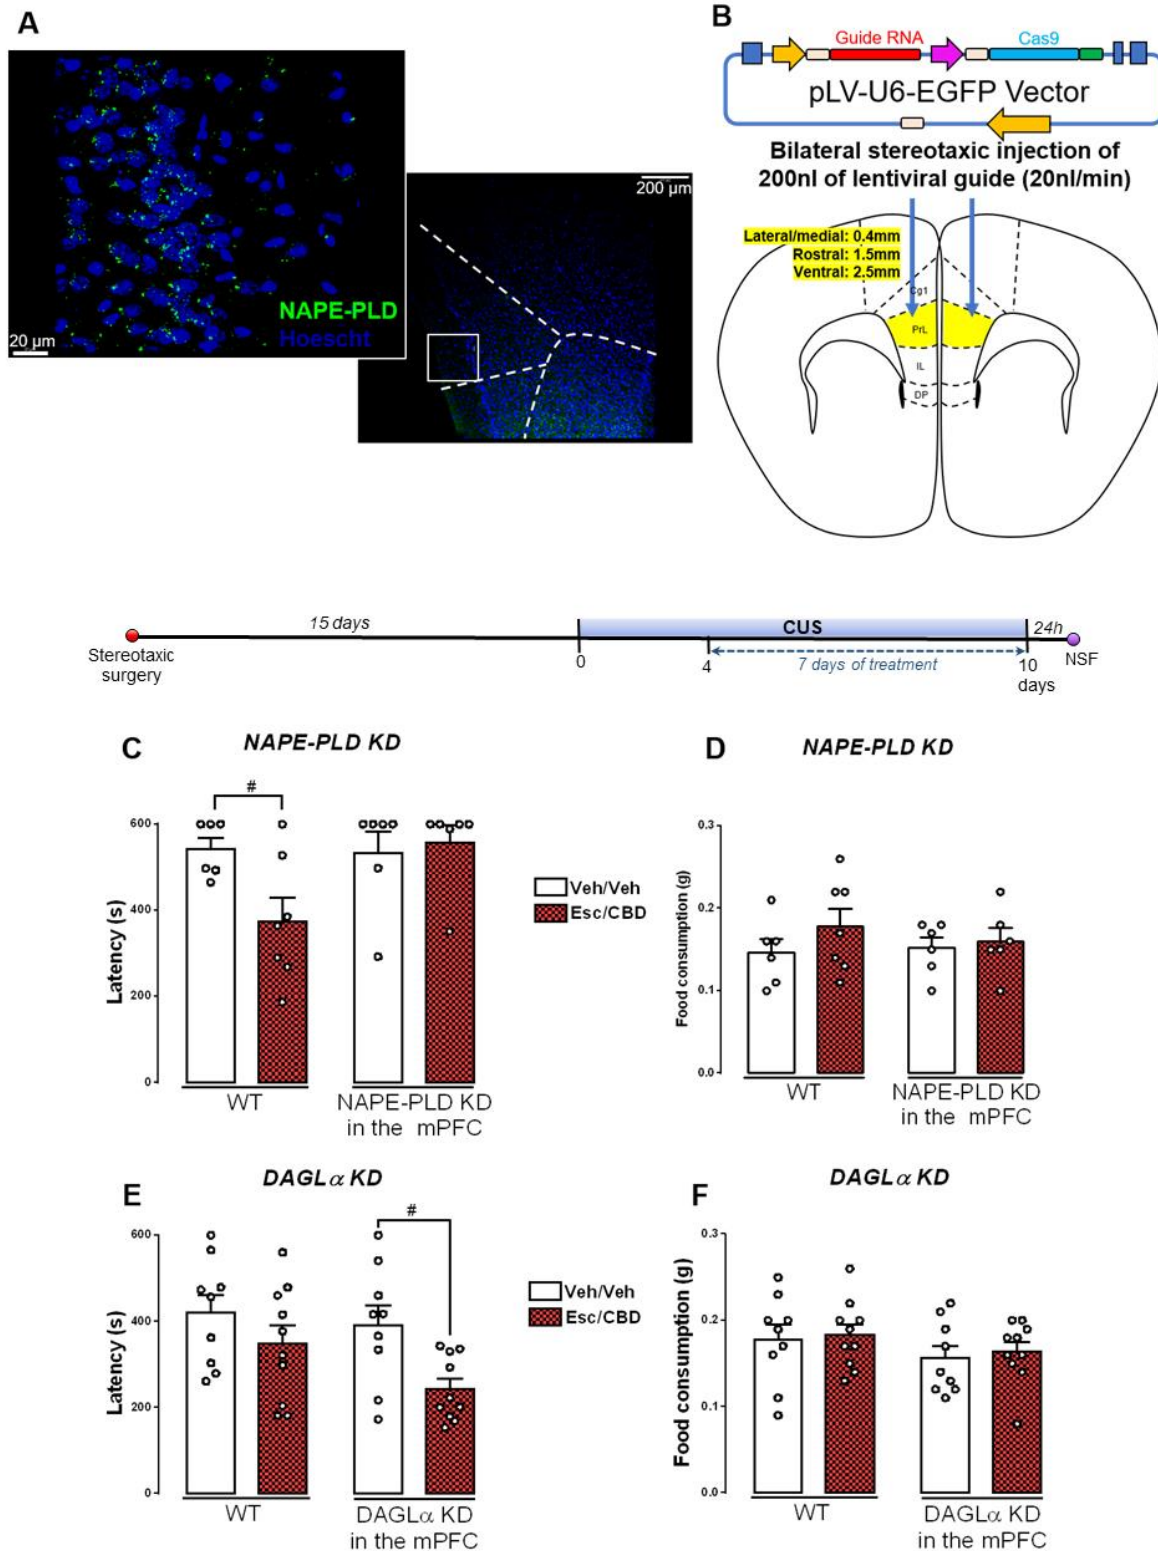 A
NAPE-PLD
Hoescht
20 µm
200 µm
B
Guide RNA
Cas9
pLV-U6-EGFP Vector
Bilateral stereotaxic injection of
200nl of lentiviral guide (20nl/min)
Lateral/medial: 0.4mm
Rostral: 1.5mm
Ventral: 2.5mm
Cg1
PrL
IL
DP
15 days
CUS
24h
Stereotaxic
surgery
0
4
7 days of treatment
10
days
NSF
C
NAPE-PLD KD
#
600
400
200
0
Latency (s)
WT
NAPE-PLD KD
in the mPFC
Veh/Veh
Esc/CBD
D
NAPE-PLD KD
0.3
0.2
0.1
0.0
Food consumption (g)
WT
NAPE-PLD KD
in the mPFC
E
DAGLα KD
#
600
400
200
0
Latency (s)
WT
DAGLα KD
in the mPFC
Veh/Veh
Esc/CBD
F
DAGLα KD
0.3
0.2
0.1
0.0
Food consumption (g)
WT
DAGLα KD
in the mPFC